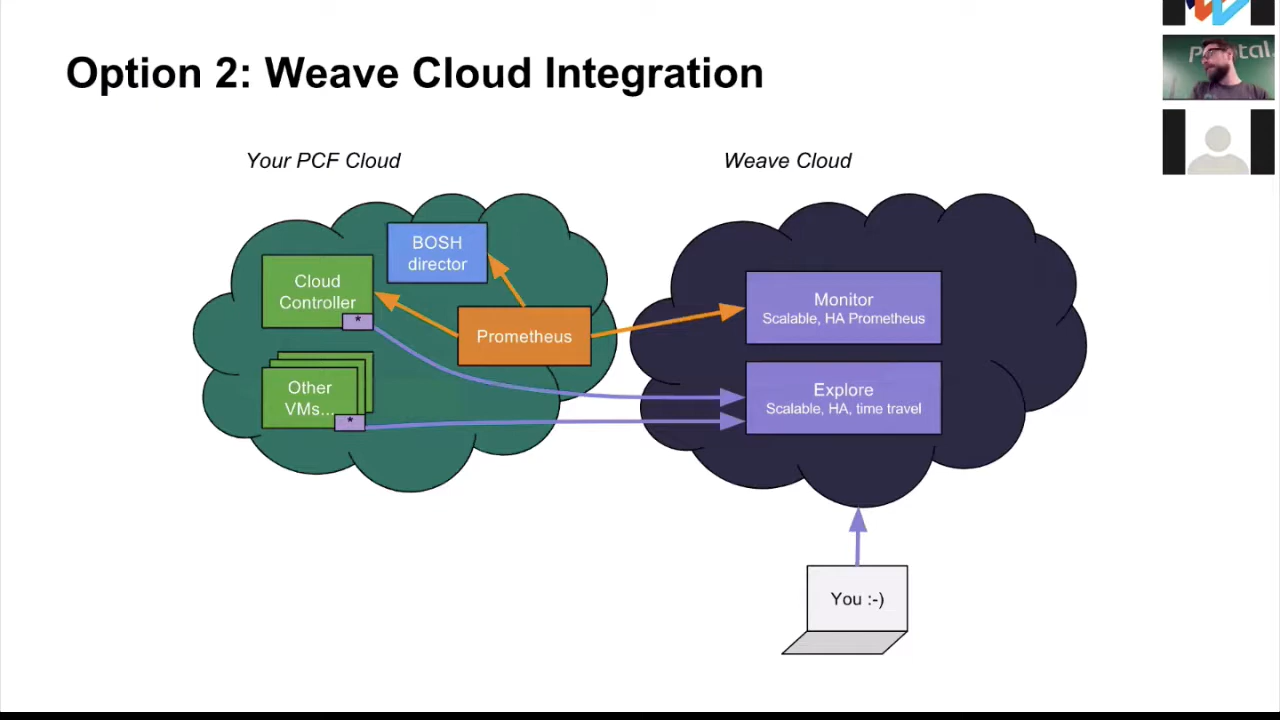 Option 2: Weave Cloud Integration
Your PCF Cloud
Weave Cloud
BOSH
director
Cloud
Controller
*
Prometheus
Other
VMs...
*
Monitor
Scalable, HA Prometheus
Explore
Scalable, HA, time travel
You :-)